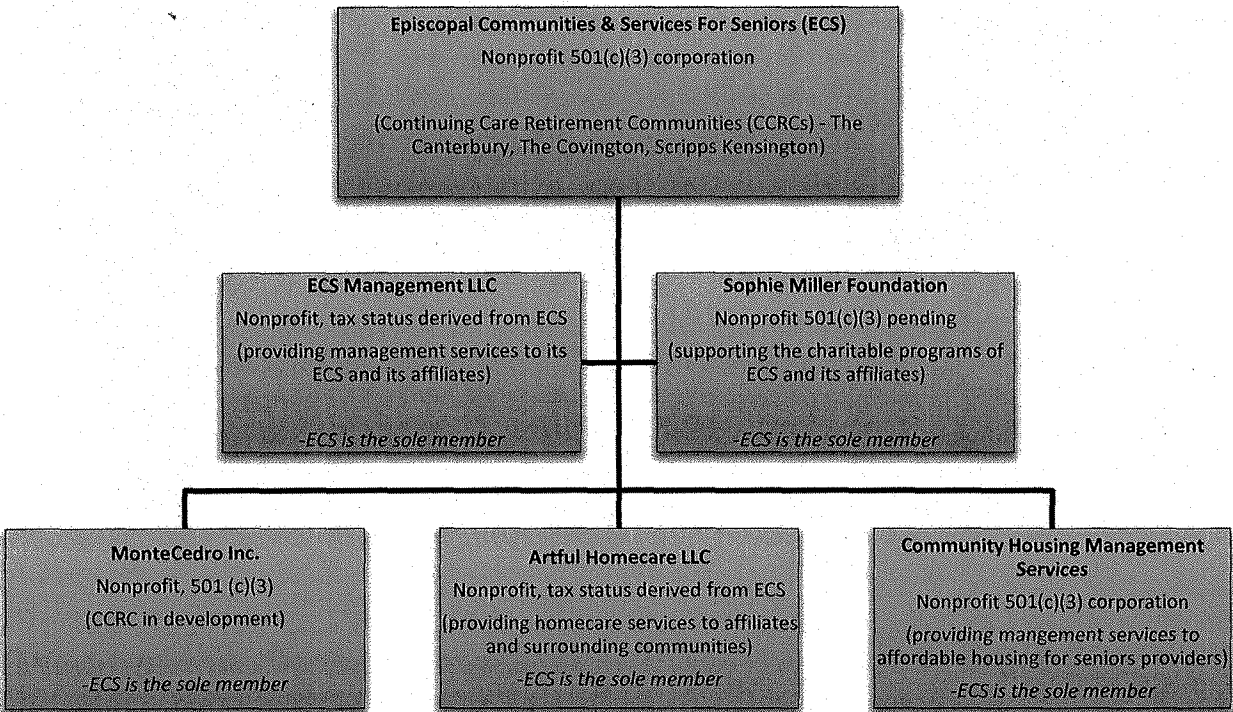 Episcopal Communities & Services For Seniors (ECS)
Nonprofit 501(c)(3) corporation
(Continuing Care Retirement Communities (CCRCs) - The
Canterbury, The Covington, Scripps Kensington)
ECS Management LLC
Nonprofit, tax status derived from ECS
(providing management services to its
ECS and its affiliates)
-ECS is the sole member
Sophie Miller Foundation
Nonprofit 501(c)(3) pending
(supporting the charitable programs of
ECS and its affiliates)
-ECS is the sole member
MonteCedro Inc.
Nonprofit, 501 (c)(3)
(CCRC in development)
-ECS is the sole member
Artful Homecare LLC
Nonprofit, tax status derived from ECS
(providing homecare services to affiliates
and surrounding communities)
-ECS is the sole member
Community Housing Management
Services
Nonprofit 501(c)(3) corporation
(providing mangement services to
affordable housing for seniors providers)
-ECS is the sole member